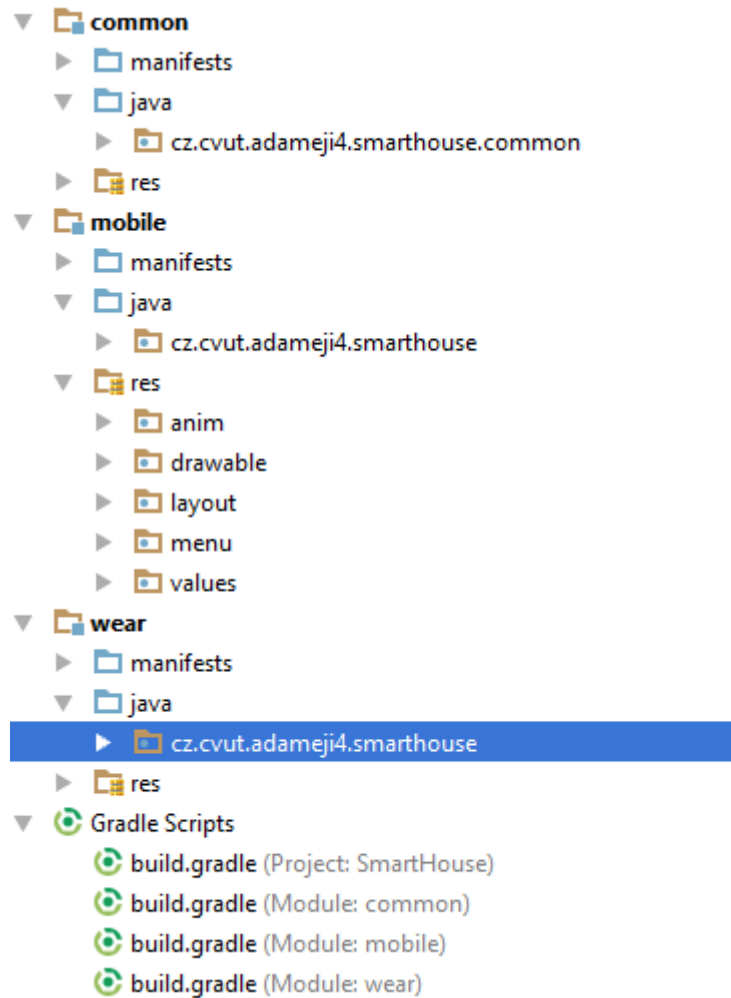 common
manifests
java
cz.cvut.adameji4.smarthouse.common
res
mobile
manifests
java
cz.cvut.adameji4.smarthouse
res
anim
drawable
layout
menu
values
wear
manifests
java
cz.cvut.adameji4.smarthouse
res
Gradle Scripts
build.gradle (Project: SmartHouse)
build.gradle (Module: common)
build.gradle (Module: mobile)
build.gradle (Module: wear)